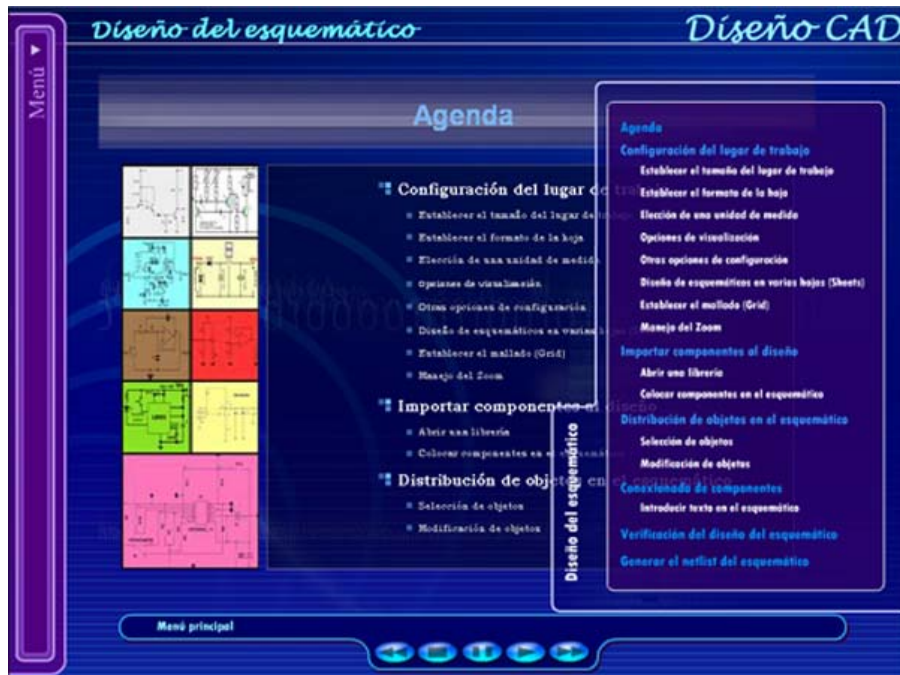 Diseño del esquemático
Diseño CAD
Menú
Agenda
Configuración del lugar de trab
Establecer el tamaño del lugar de trabajo
Establecer el formato de la hoja
Elección de una unidad de medida
Opciones de visualización
Otras opciones de configuración
Diseño de esquemáticos en varias hojas
Establecer el mallado (Grid)
Manejo del Zoom
Importar componentes al diseño
Abrir una librería
Colocar componentes en el esquemático
Distribución de objetos en el esquemático
Selección de objetos
Modificación de objetos
Diseño del esquemático
Agenda
Configuración del lugar de trabajo
Establecer el tamaño del lugar de trabajo
Establecer el formato de la hoja
Elección de una unidad de medida
Opciones de visualización
Otras opciones de configuración
Diseño de esquemáticos en varias hojas (Sheets)
Establecer el mallado (Grid)
Manejo del Zoom
Importar componentes al diseño
Abrir una librería
Colocar componentes en el esquemático
Distribución de objetos en el esquemático
Selección de objetos
Modificación de objetos
Conexionado de componentes
Introducir texto en el esquemático
Verificación del diseño del esquemático
Generar el netlist del esquemático
Menú principal